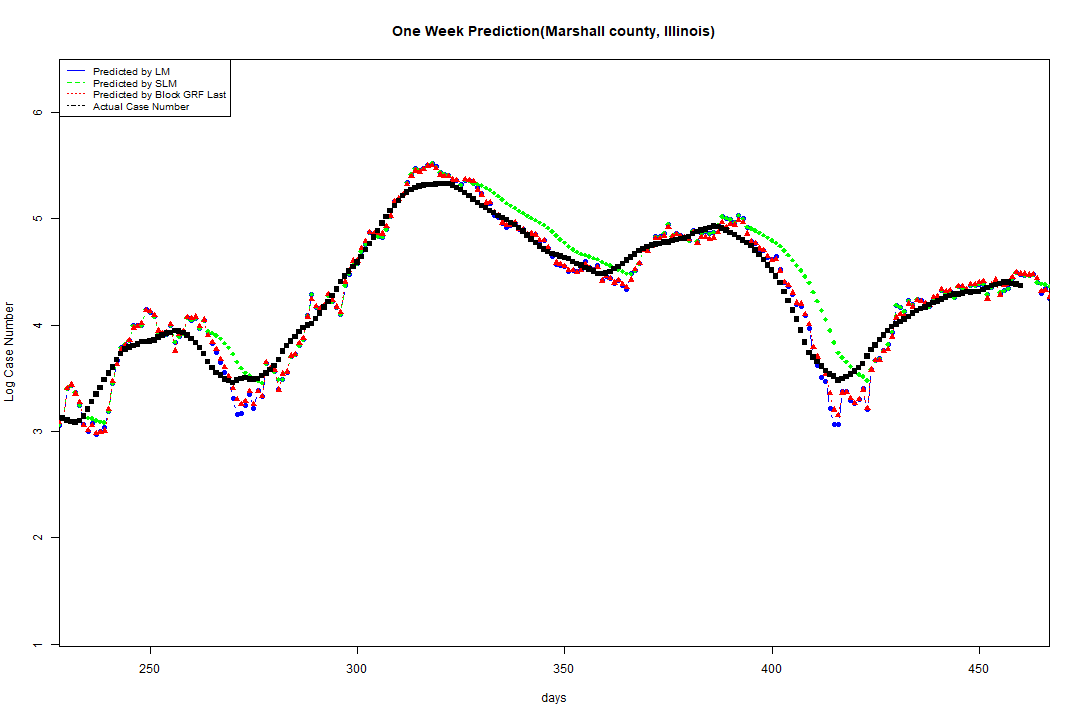 One Week Prediction(Marshall county, Illinois)
Predicted by LM
Predicted by SLM
Predicted by Block GRF Last
Actual Case Number
6
5
4
3
2
1
Log Case Number
250 300 350 400 450
days